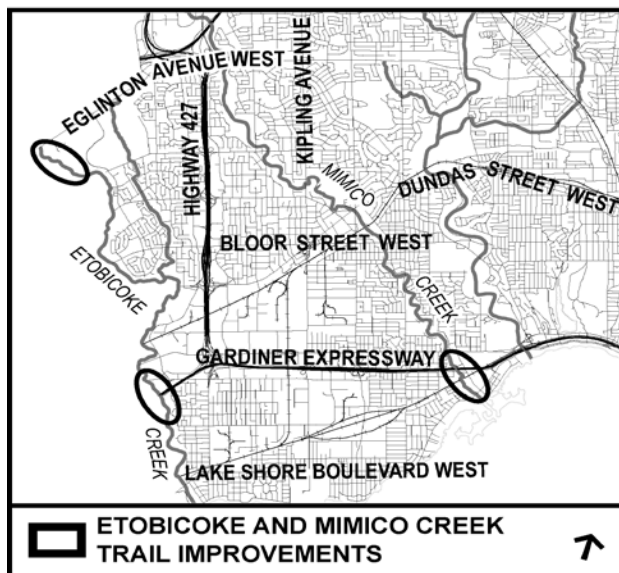 EGLINTON AVENUE WEST
HIGHWAY 427
KIPLING AVENUE
MIMICO
DUNDAS STREET WEST
BLOOR STREET WEST
ETOBICOKE
CREEK
GARDINER EXPRESSWAY
CREEK
LAKE SHORE BOULEVARD WEST
ETOBICOKE AND MIMICO CREEK
TRAIL IMPROVEMENTS